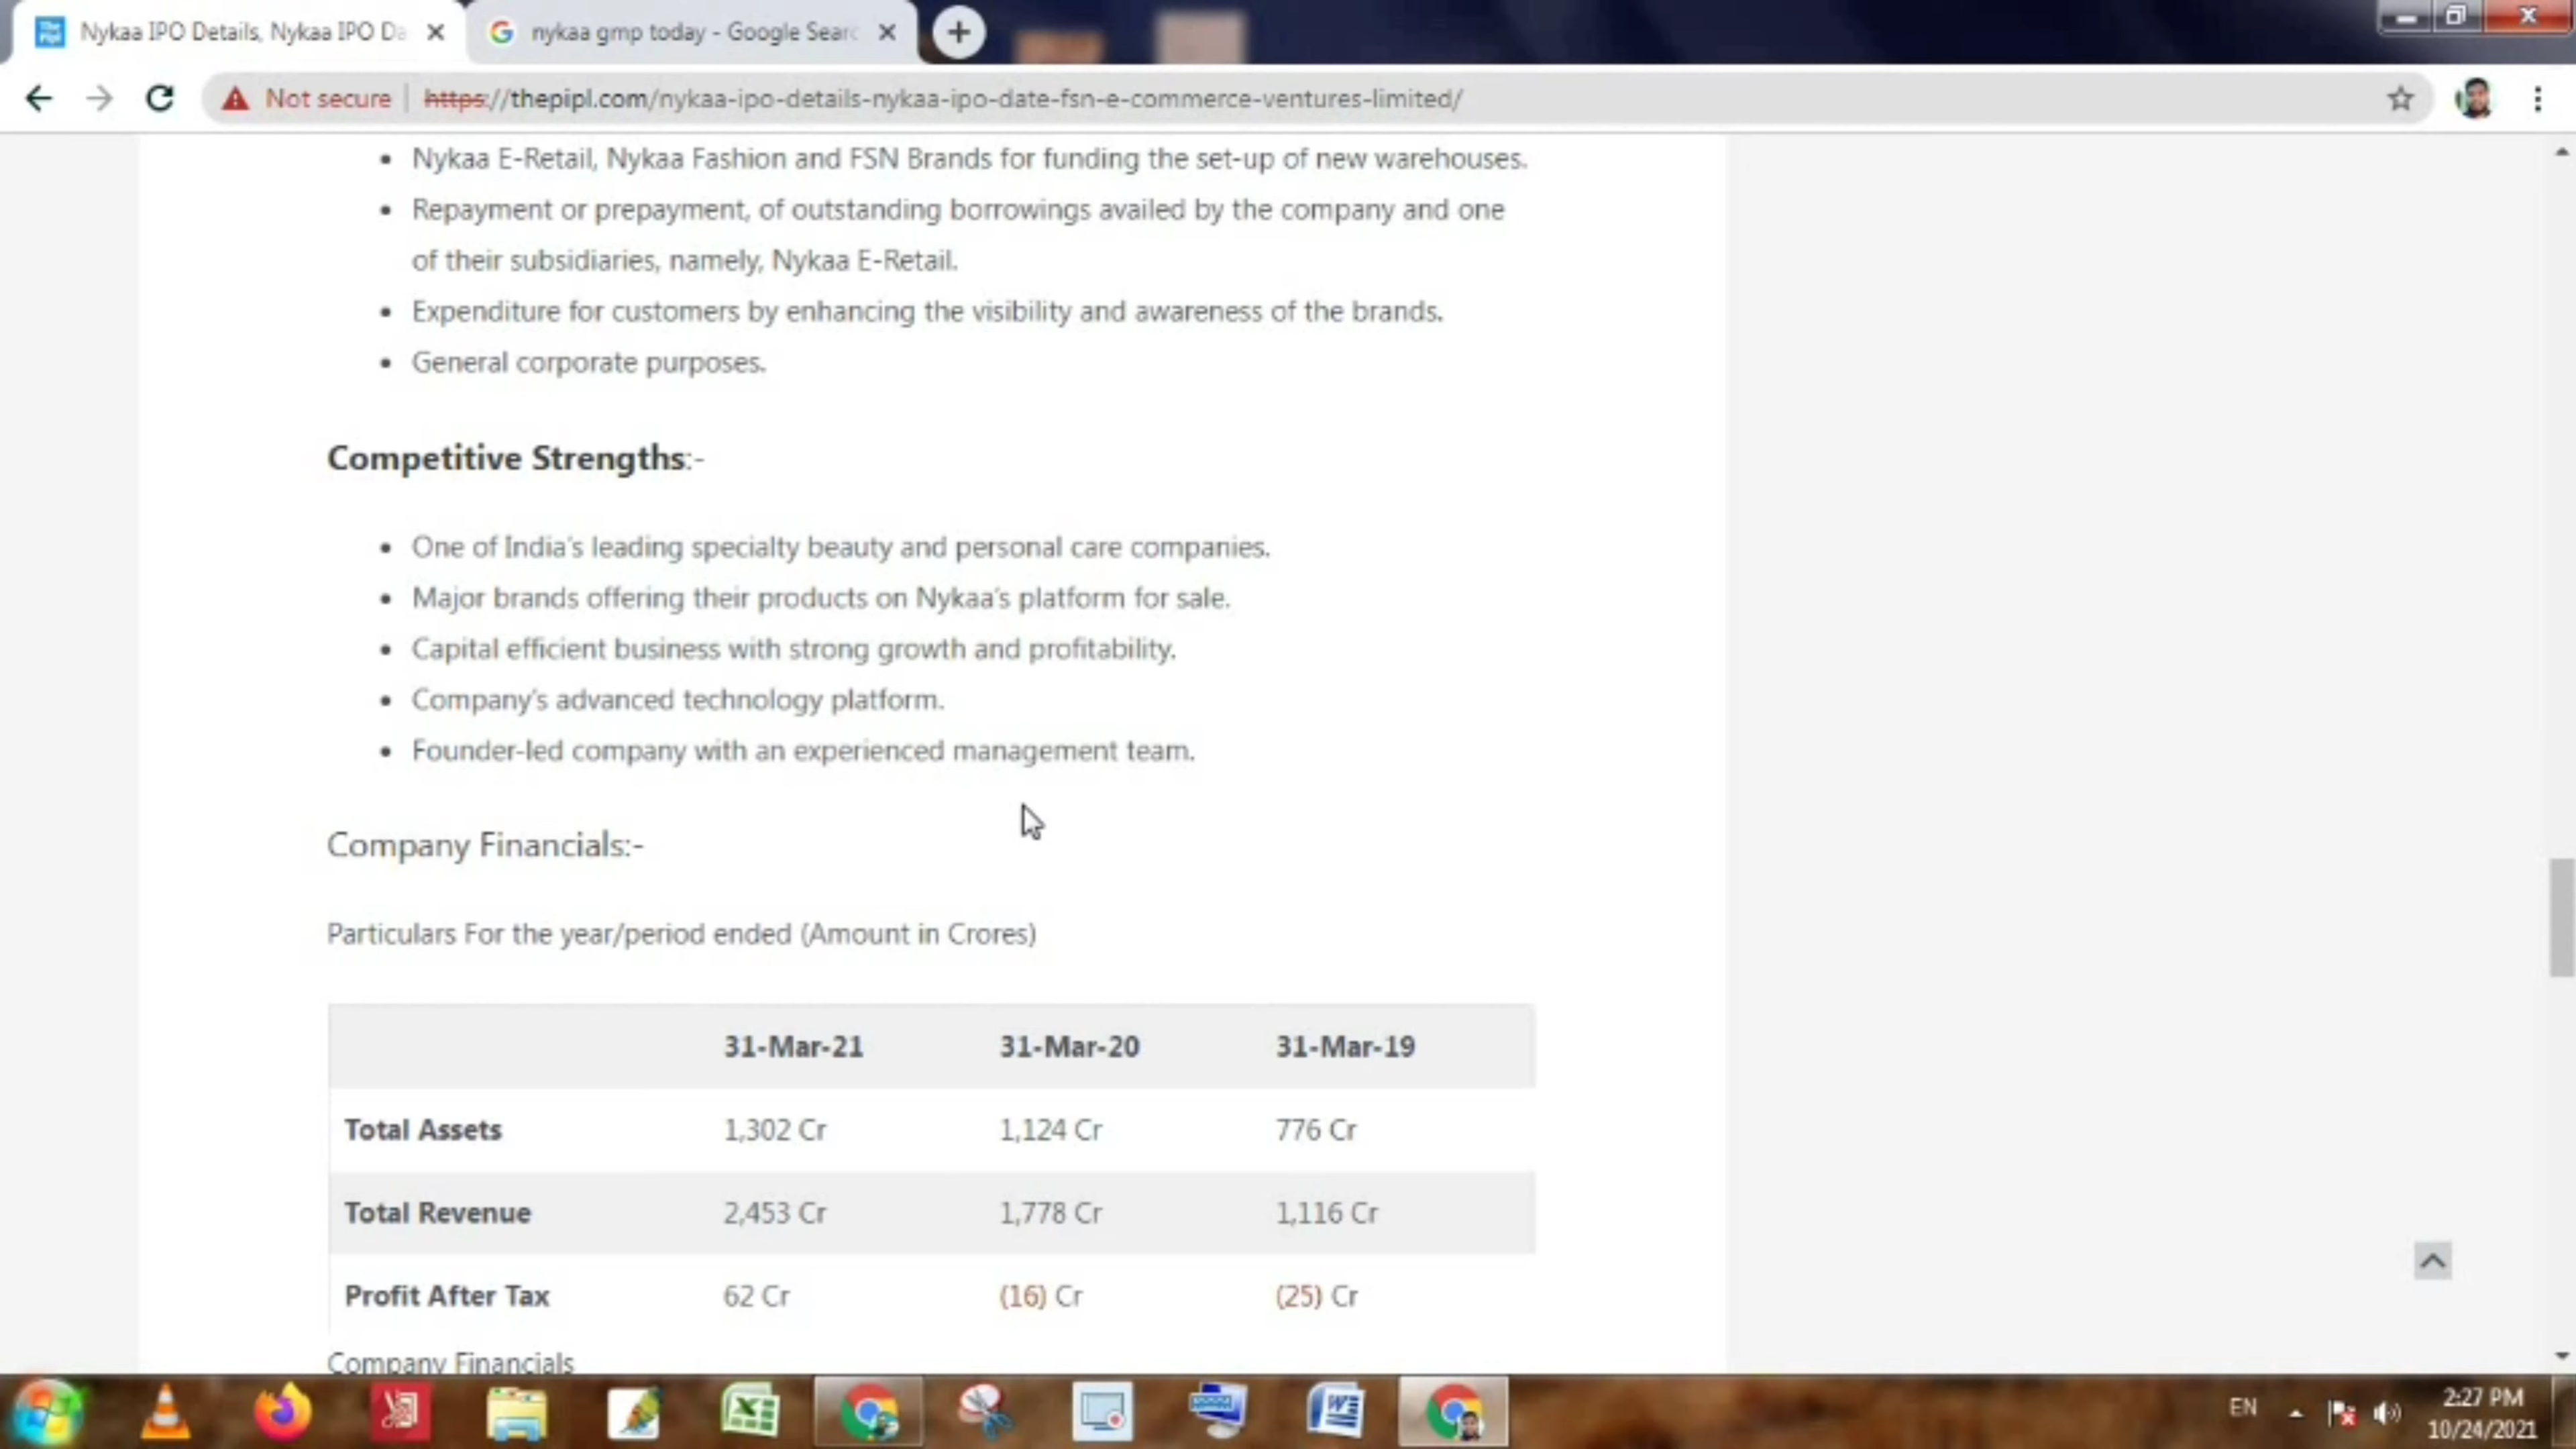 Nykaa IPO Details, Nykaa IPO Da
nykaa gmp today - Google Searc
Not secure | https://thepipl.com/nykaa-ipo-details-nykaa-ipo-date-fsn-e-commerce-ventures-limited/
• Nykaa E-Retail, Nykaa Fashion and FSN Brands for funding the set-up of new warehouses.
• Repayment or prepayment, of outstanding borrowings availed by the company and one
of their subsidiaries, namely, Nykaa E-Retail.
• Expenditure for customers by enhancing the visibility and awareness of the brands.
• General corporate purposes.
Competitive Strengths:-
• One of India's leading specialty beauty and personal care companies.
• Major brands offering their products on Nykaa's platform for sale.
• Capital efficient business with strong growth and profitability.
• Company's advanced technology platform.
• Founder-led company with an experienced management team.
Company Financials:-
Particulars For the year/period ended (Amount in Crores)
31-Mar-21 31-Mar-20 31-Mar-19
Total Assets 1,302 Cr 1,124 Cr 776 Cr
Total Revenue 2,453 Cr 1,778 Cr 1,116 Cr
Profit After Tax 62 Cr (16) Cr (25) Cr
Company Financials
EN
2:27 PM
10/24/2021